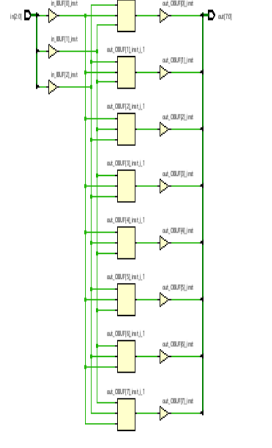 in_IBUF[0]_inst
out_OBUF[0]_inst
in[2:0]
out[7:0]
in_IBUF[1]_inst
out_OBUF[1]_inst_i_1
out_OBUF[1]_inst
in_IBUF[2]_inst
out_OBUF[2]_inst_i_1
out_OBUF[2]_inst
out_OBUF[3]_inst_i_1
out_OBUF[3]_inst
out_OBUF[4]_inst_i_1
out_OBUF[4]_inst
out_OBUF[5]_inst_i_1
out_OBUF[5]_inst
out_OBUF[6]_inst_i_1
out_OBUF[6]_inst
out_OBUF[7]_inst_i_1
out_OBUF[7]_inst